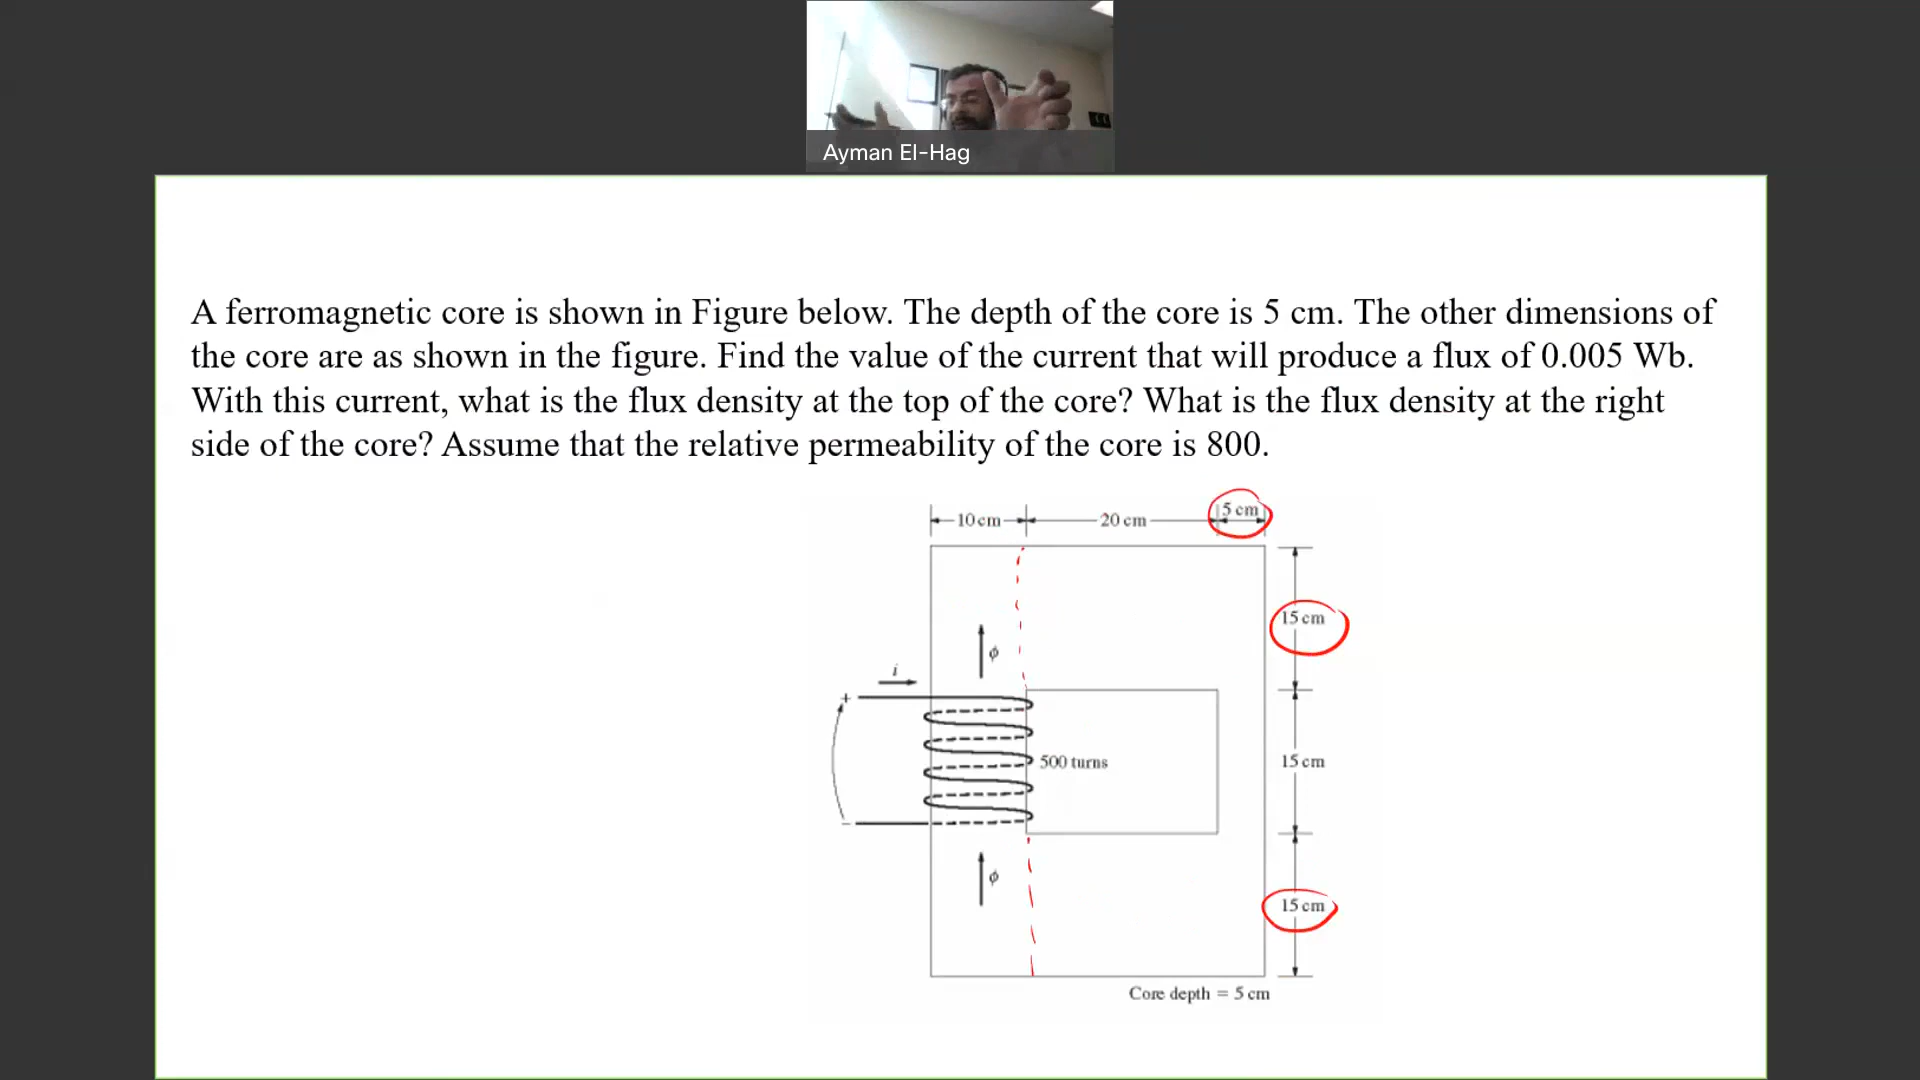 Ayman El-Hag
A ferromagnetic core is shown in Figure below. The depth of the core is 5 cm. The other dimensions of
the core are as shown in the figure. Find the value of the current that will produce a flux of 0.005 Wb.
With this current, what is the flux density at the top of the core? What is the flux density at the right
side of the core? Assume that the relative permeability of the core is 800.
10 cm
20 cm
5 cm
15 cm
ϕ
i
+
500 turns
15 cm
–
ϕ
15 cm
Core depth = 5 cm